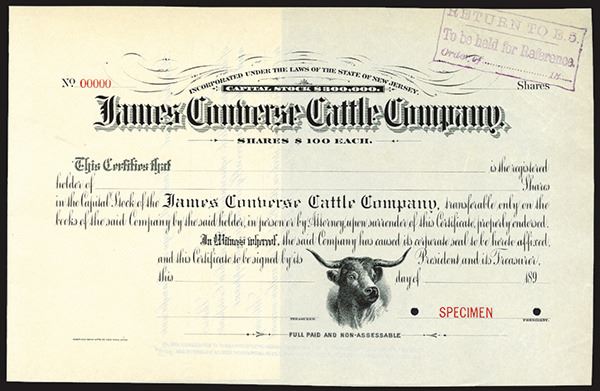 RETURN TO E.5.
To be held for Reference.
Order of
INCORPORATED UNDER THE LAWS OF THE STATE OF NEW JERSEY.
No 00000
CAPITAL STOCK $300,000.
Shares
James Converse Cattle Company.
SHARES $100 EACH.
This Certifies that is the registered
holder of Shares
in the Capital Stock of the James Converse Cattle Company, transferable only on the
books of the said Company by the said holder, in person or by Attorney upon surrender of this Certificate, properly endorsed.
In Witness whereof, the said Company has caused its corporate seal to be hereto affixed,
and this Certificate to be signed by its President and its Treasurer,
this day of 189
SPECIMEN
TREASURER. PRESIDENT.
FULL PAID AND NON-ASSESSABLE